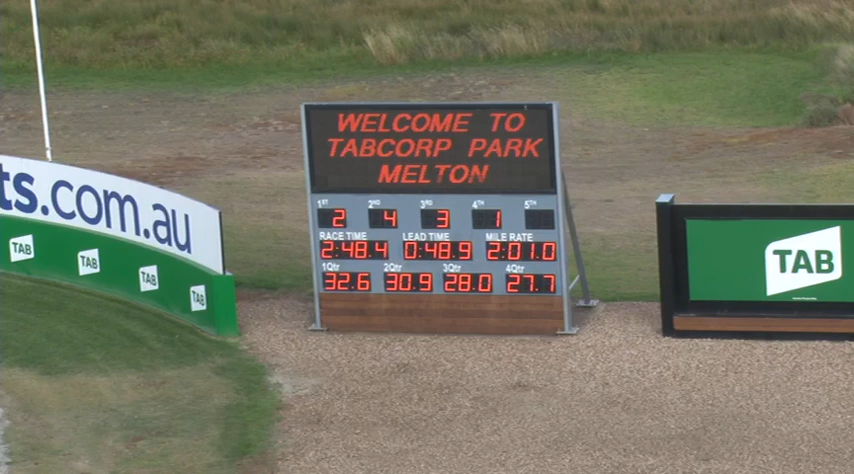 WELCOME TO
TABCORP PARK
MELTON
1ST 2ND 3RD 4TH 5TH
2 4 3 1
RACE TIME LEAD TIME MILE RATE
2:48.4 0:48.9 2:01.0
1Qtr 2Qtr 3Qtr 4Qtr
32.6 30.9 28.0 27.7
ts.com.au
TAB
TAB
TAB
TAB
TAB